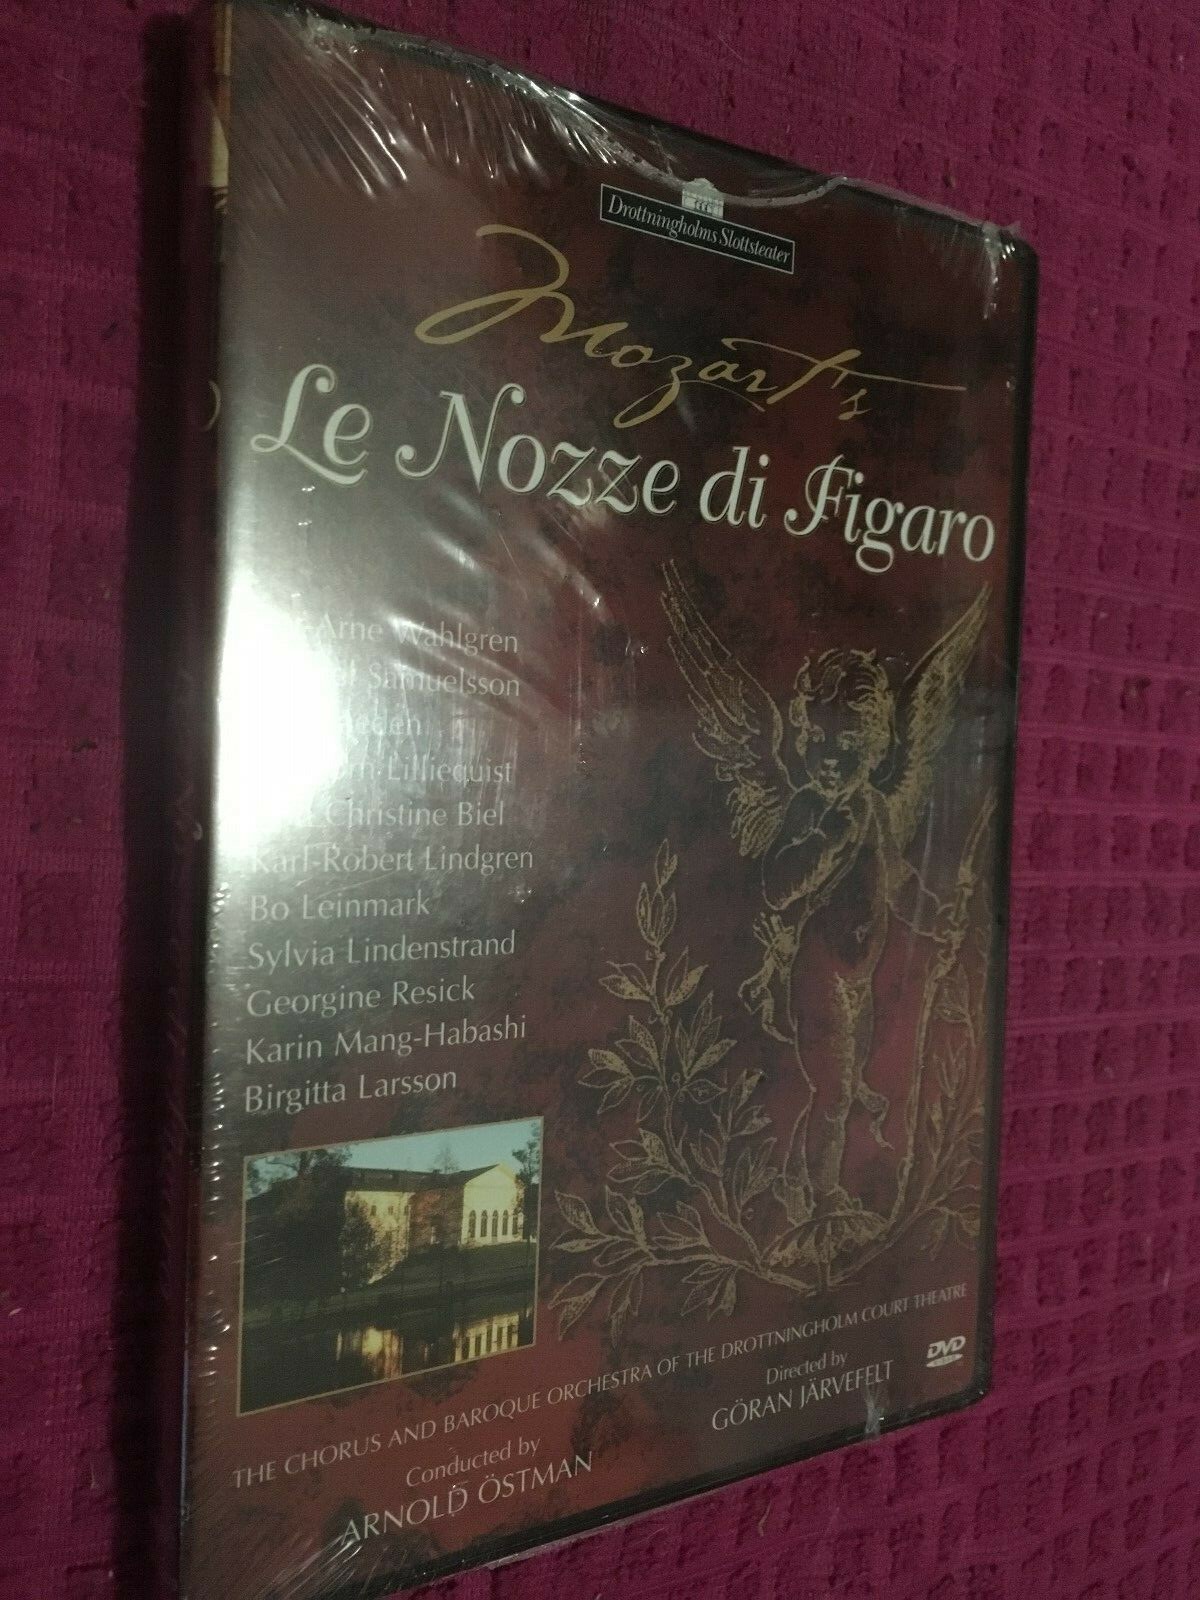 Drottningholms Slottsteater
Mozart's
Le Nozze di Figaro
Arne Wahlgren
Samuelsson
Lilliequist
Christine Biel
Karl-Robert Lindgren
Bo Leinmark
Sylvia Lindenstrand
Georgine Resick
Karin Mang-Habashi
Birgitta Larsson
THE CHORUS AND BAROQUE ORCHESTRA OF THE DROTTNINGHOLM COURT THEATRE
Conducted by
ARNOLD ÖSTMAN
Directed by
GÖRAN JÄRVEFELT
DVD